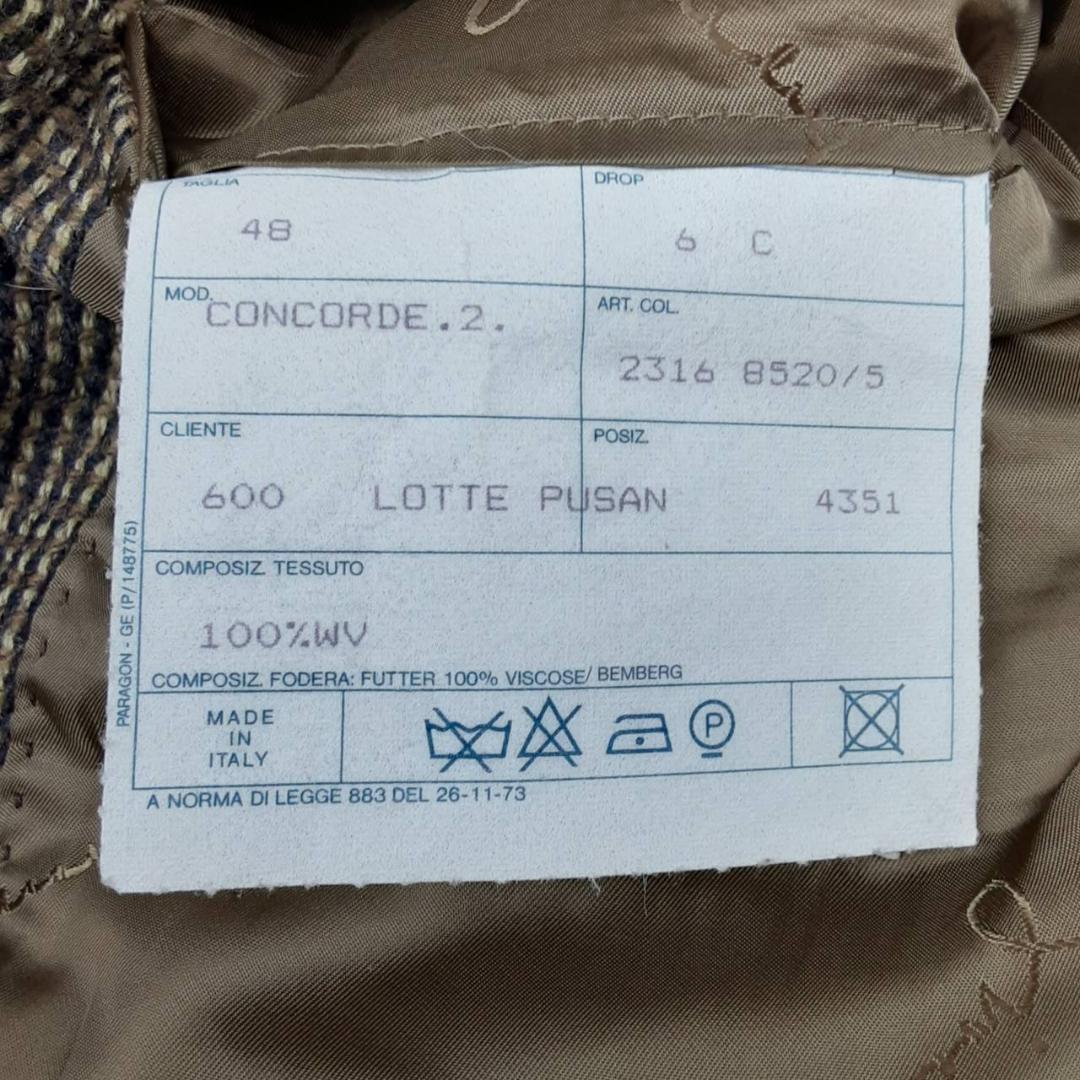 TAGLIA DROP
48 6 C
MOD. ART. COL.
CONCORDE.2.
2316 8520/5
CLIENTE POSIZ.
600 LOTTE PUSAN 4351
COMPOSIZ. TESSUTO
100%WV
COMPOSIZ. FODERA: FUTTER 100% VISCOSE/ BEMBERG
MADE
IN
ITALY
P
A NORMA DI LEGGE 883 DEL 26-11-73
PARAGON - GE (P/148775)